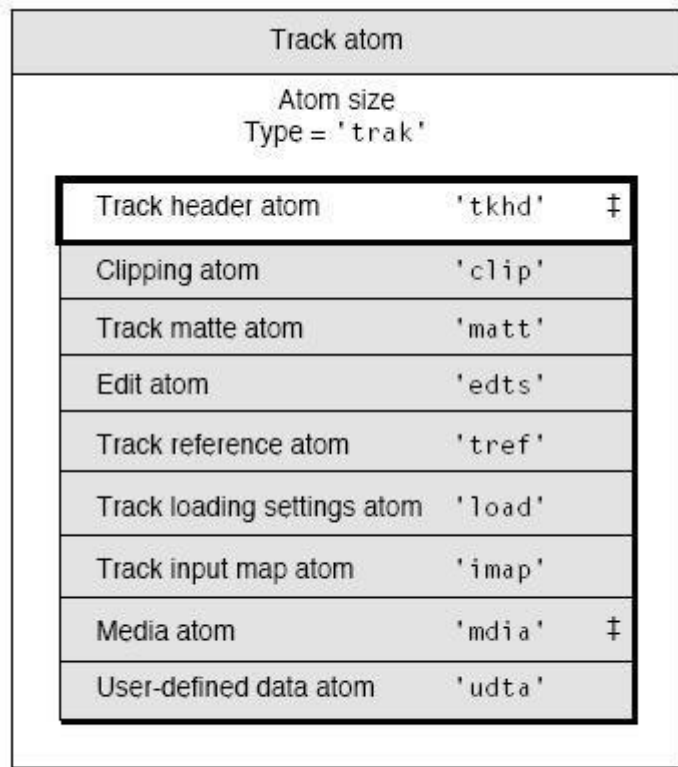 Track atom
Atom size
Type = 'trak'
Track header atom 'tkhd' ‡
Clipping atom 'clip'
Track matte atom 'matt'
Edit atom 'edts'
Track reference atom 'tref'
Track loading settings atom 'load'
Track input map atom 'imap'
Media atom 'mdia' ‡
User-defined data atom 'udta'